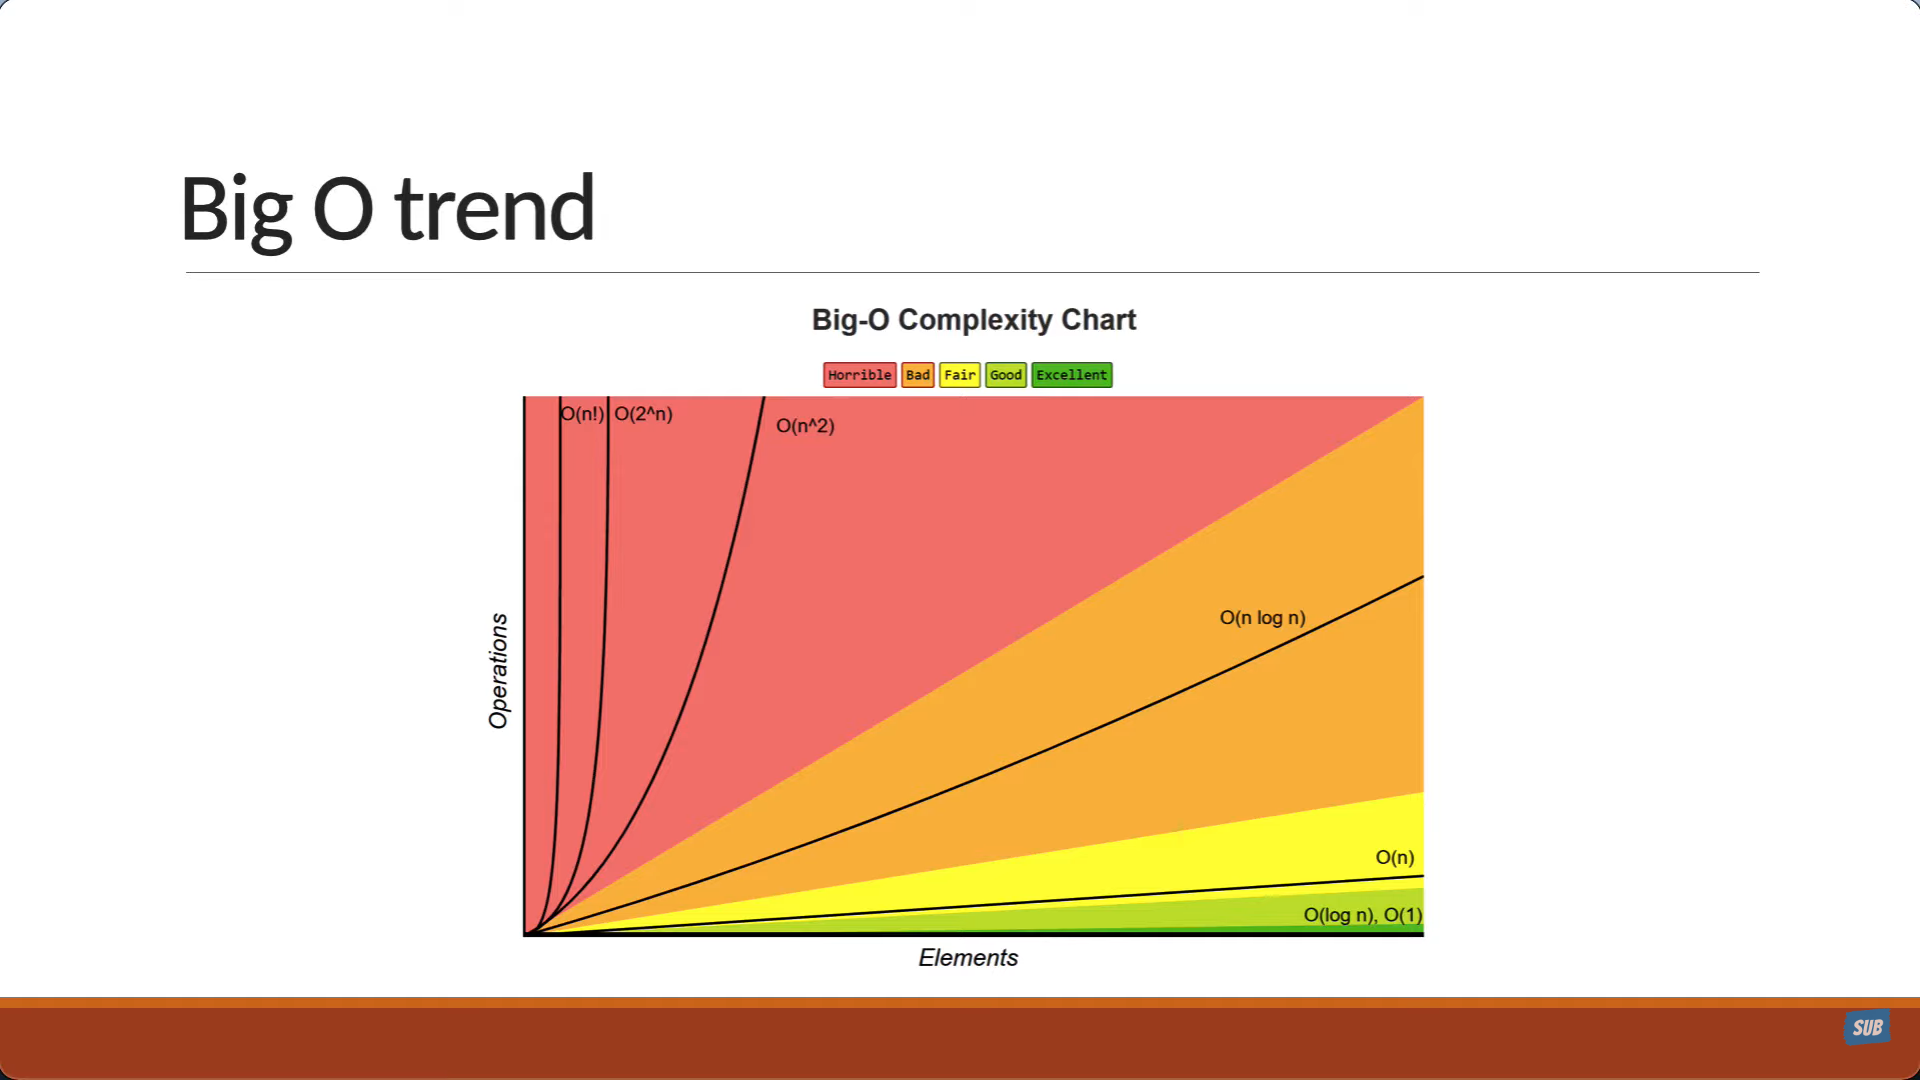 Big O trend
Big-O Complexity Chart
Horrible Bad Fair Good Excellent
O(n!) O(2^n)
O(n^2)
O(n log n)
O(n)
O(log n), O(1)
Operations
Elements
SUB